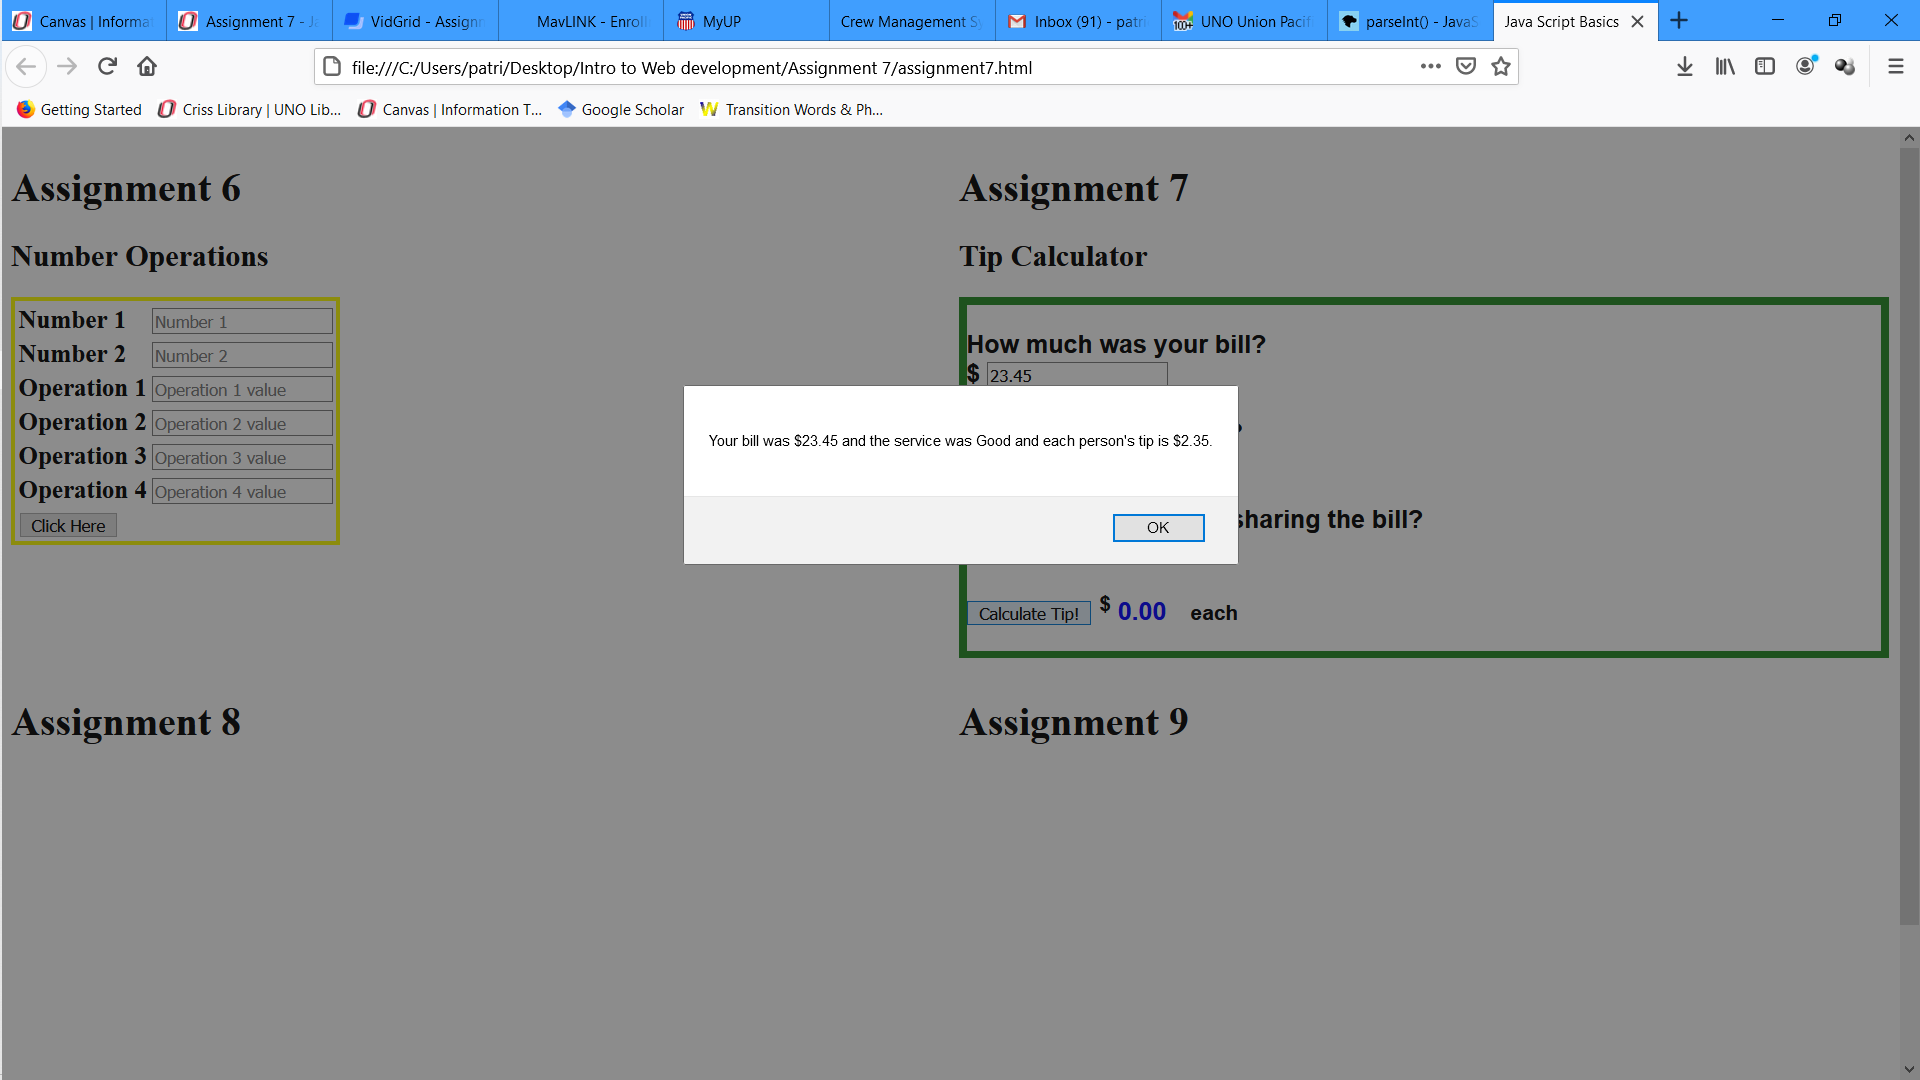 Canvas | Informa
Assignment 7 - Ja
VidGrid - Assign
MavLINK - Enroll
MyUP
Crew Management Sy
Inbox (91) - patri
UNO Union Pacif
parseInt() - JavaS
Java Script Basics
file:///C:/Users/patri/Desktop/Intro to Web development/Assignment 7/assignment7.html
Getting Started
Criss Library | UNO Lib...
Canvas | Information T...
Google Scholar
Transition Words & Ph...
Assignment 6
Number Operations
Number 1 Number 1
Number 2 Number 2
Operation 1 Operation 1 value
Operation 2 Operation 2 value
Operation 3 Operation 3 value
Operation 4 Operation 4 value
Click Here
Assignment 7
Tip Calculator
How much was your bill?
$ 23.45
Your bill was $23.45 and the service was Good and each person's tip is $2.35.
OK
sharing the bill?
Calculate Tip! $ 0.00 each
Assignment 8
Assignment 9